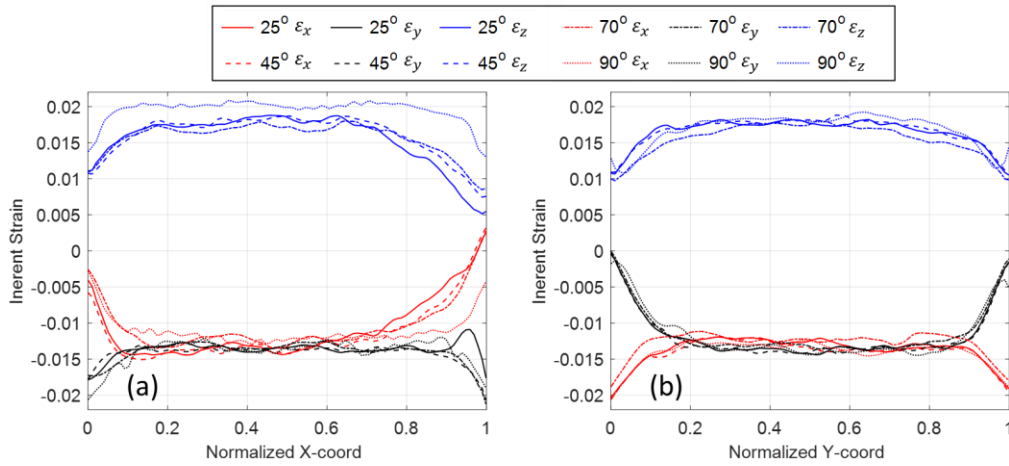 25° εx 25° εy 25° εz 70° εx 70° εy 70° εz
45° εx 45° εy 45° εz 90° εx 90° εy 90° εz
0.02
0.015
0.01
0.005
0
-0.005
-0.01
-0.015
-0.02
Inerent Strain
(a)
0 0.2 0.4 0.6 0.8 1
Normalized X-coord
0.02
0.015
0.01
0.005
0
-0.005
-0.01
-0.015
-0.02
Inerent Strain
(b)
0 0.2 0.4 0.6 0.8 1
Normalized Y-coord